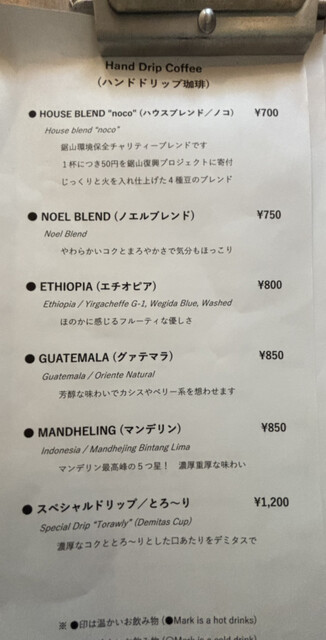 Hand Drip Coffee
（ハンドドリップ珈琲）
● HOUSE BLEND "noco"（ハウスブレンド／ノコ） ¥700
House blend "noco"
鋸山環境保全チャリティーブレンドです
１杯につき50円を鋸山復興プロジェクトに寄付
じっくりと火を入れ仕上げた４種豆のブレンド
● NOEL BLEND（ノエルブレンド） ¥750
Noel Blend
やわらかいコクとまろやかさで気分もほっこり
● ETHIOPIA（エチオピア） ¥800
Ethiopia / Yirgacheffe G-1, Wegida Blue, Washed
ほのかに感じるフルーティな優しさ
● GUATEMALA（グァテマラ） ¥850
Guatemala / Oriente Natural
芳醇な味わいでカシスやベリー系を想わせます
● MANDHELING（マンデリン） ¥850
Indonesia / Mandhejing Bintang Lima
マンデリン最高峰の５つ星！ 濃厚重厚な味わい
● スペシャルドリップ／とろ～り ¥1,200
Special Drip "Torawly" (Demitas Cup)
濃厚なコクととろ～りとした口あたりをデミタスで
※ ●印は温かいお飲み物 (●Mark is a hot drinks)